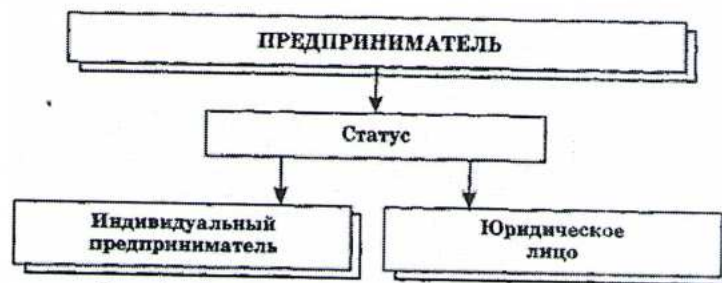 ПРЕДПРИНИМАТЕЛЬ
Статус
Индивидуальный
предприниматель
Юридическое
лицо